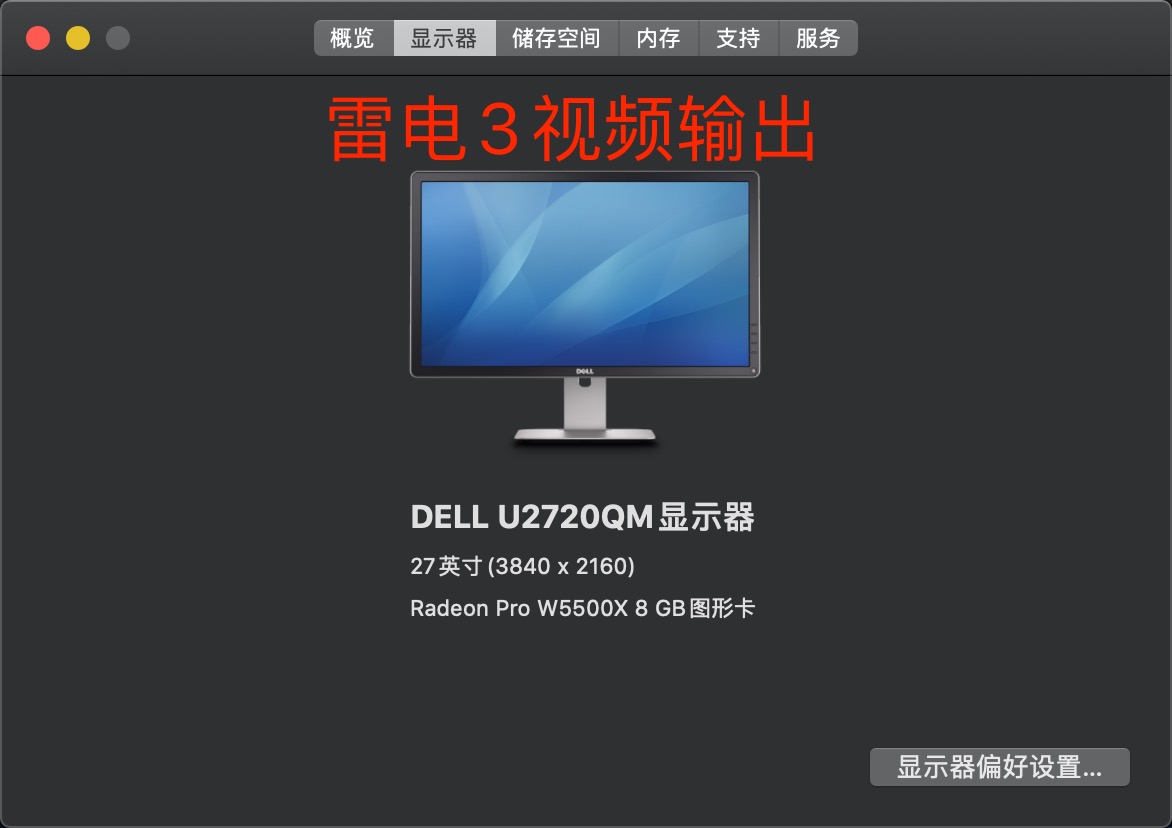 概览 显示器 储存空间 内存 支持 服务
雷电3视频输出
DELL
DELL U2720QM显示器
27英寸 (3840 x 2160)
Radeon Pro W5500X 8 GB图形卡
显示器偏好设置...